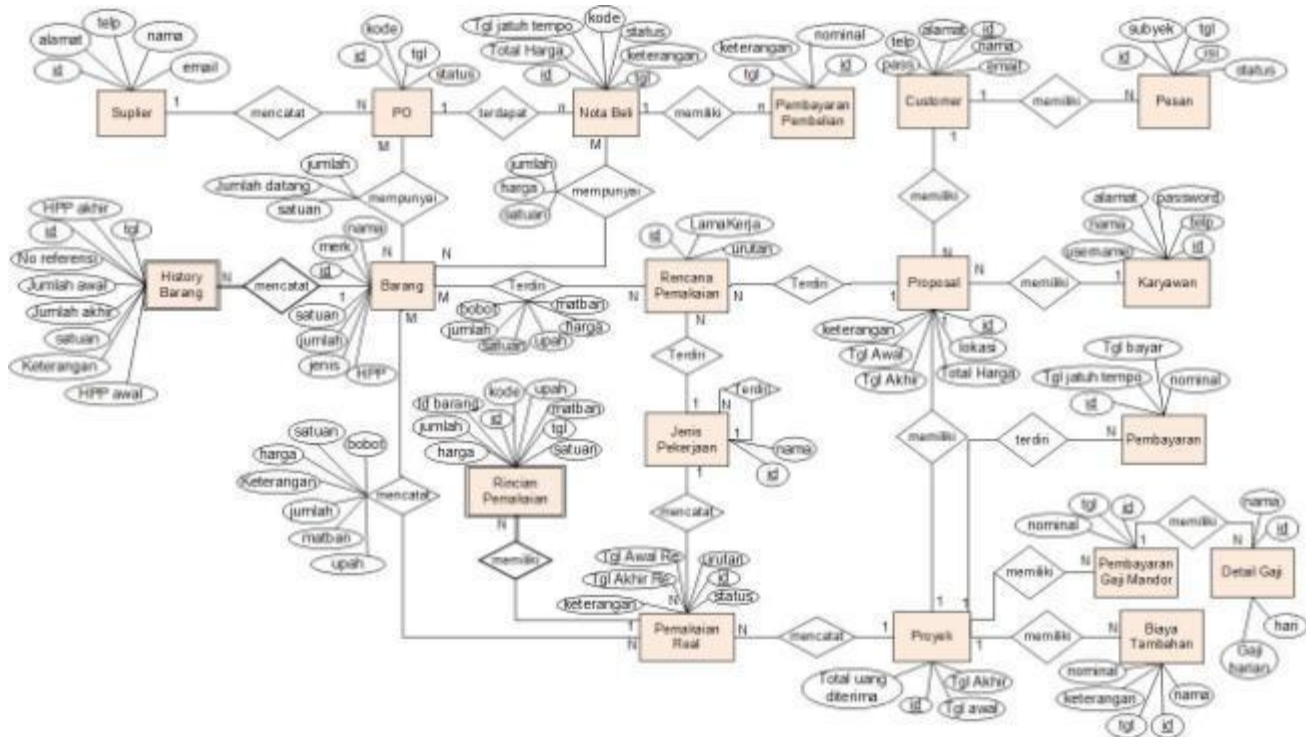 telp
alamat
nama
id
email
Suplier
1
mencatat
N
kode
id
tgl
status
PO
1
terdapat
n
Tgl jatuh tempo
kode
status
Total Harga
keterangan
id
tgl
Nota Beli
1
memiliki
n
nominal
keterangan
tgl
id
Pembayaran
Pembelian
alamat
id
telp
nama
pass
email
Customer
1
memiliki
N
subyek
tgl
id
isi
status
Pesan
M
jumlah
Jumlah datang
satuan
mempunyai
N
M
jumlah
harga
satuan
mempunyai
N
1
memiliki
N
HPP akhir
id
tgl
No referensi
Jumlah awal
Jumlah akhir
satuan
Keterangan
HPP awal
History
Barang
N
mencatat
1
nama
merk
id
Barang
satuan
jumlah
jenis
HPP
M
Terdiri
N
bobot
matban
jumlah
harga
satuan
upah
LamaKerja
id
urutan
Rencana
Pemakaian
N
Terdiri
1
Proposal
N
memiliki
1
alamat
password
nama
telp
username
id
Karyawan
keterangan
id
Tgl Awal
lokasi
Tgl Akhir
Total Harga
N
Terdiri
1
Terdiri
N
1
Jenis
Pekerjaan
nama
id
1
mencatat
N
1
memiliki
1
Tgl bayar
Tgl jatuh tempo
nominal
id
Pembayaran
N
terdiri
1
M
satuan
bobot
harga
Keterangan
jumlah
matban
upah
mencatat
N
kode
upah
Id barang
matban
id
jumlah
tgl
harga
satuan
Rincian
Pemakaian
N
memiliki
1
Tgl Awal Re
urutan
id
Tgl Akhir Re
status
keterangan
Pemakaian
Real
N
mencatat
1
Proyek
Total uang
diterima
Tgl Akhir
id
Tgl awal
1
memiliki
N
tgl
id
nominal
Pembayaran
Gaji Mandor
1
memiliki
N
nama
id
Detail Gaji
hari
Gaji
harian
1
memiliki
N
Biaya
Tambahan
nominal
keterangan
nama
tgl
id